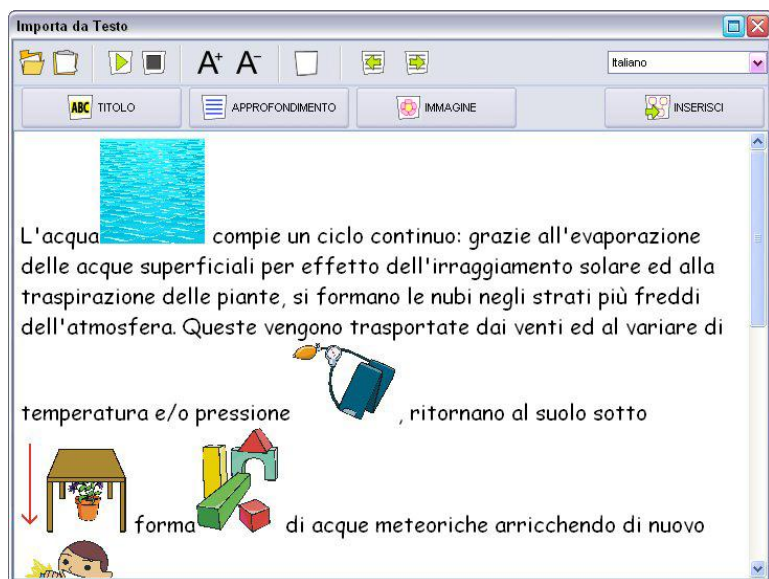 Importa da Testo
A+ A-
Italiano
ABC TITOLO
APPROFONDIMENTO
IMMAGINE
INSERISCI
L'acqua compie un ciclo continuo: grazie all'evaporazione
delle acque superficiali per effetto dell'irraggiamento solare ed alla
traspirazione delle piante, si formano le nubi negli strati più freddi
dell'atmosfera. Queste vengono trasportate dai venti ed al variare di
temperatura e/o pressione , ritornano al suolo sotto
forma di acque meteoriche arricchendo di nuovo